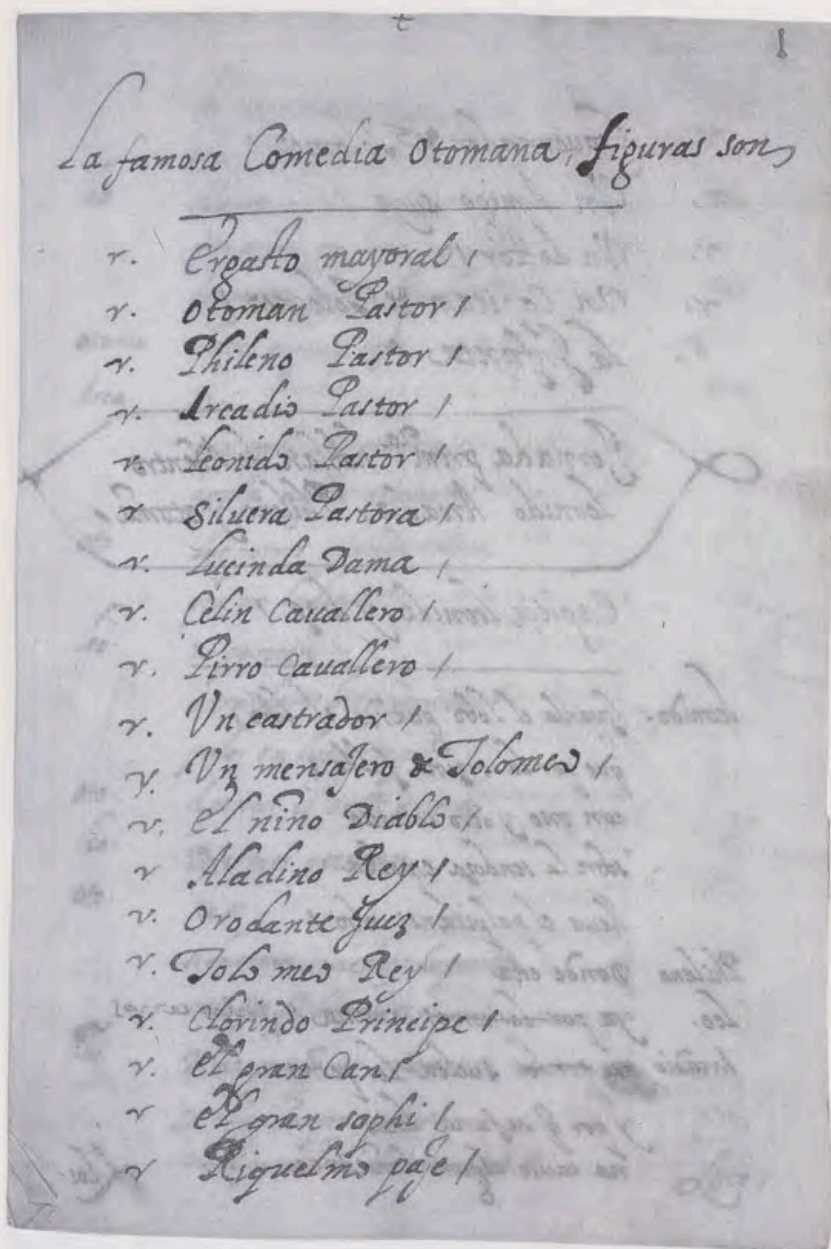 1
La famosa Comedia Otomana, figuras son
r. Ergasto mayoral /
r. Otoman Pastor /
r. Phileno Pastor /
r. Arcadio Pastor /
r. Leonido Pastor /
r Siluera Pastora /
r. Lucinda Dama /
r. Celin Cauallero /
r. Pirro Cauallero /
r. Vn castrador /
r. Vn mensajero de Tolomeo /
r. el nino Diablo /
r Aladino Rey /
r. Orodante Juez /
r. Tolomeo Rey /
r. Clorindo Principe /
r. el gran Can /
r el gran sophi /
r Riquelmo paje /